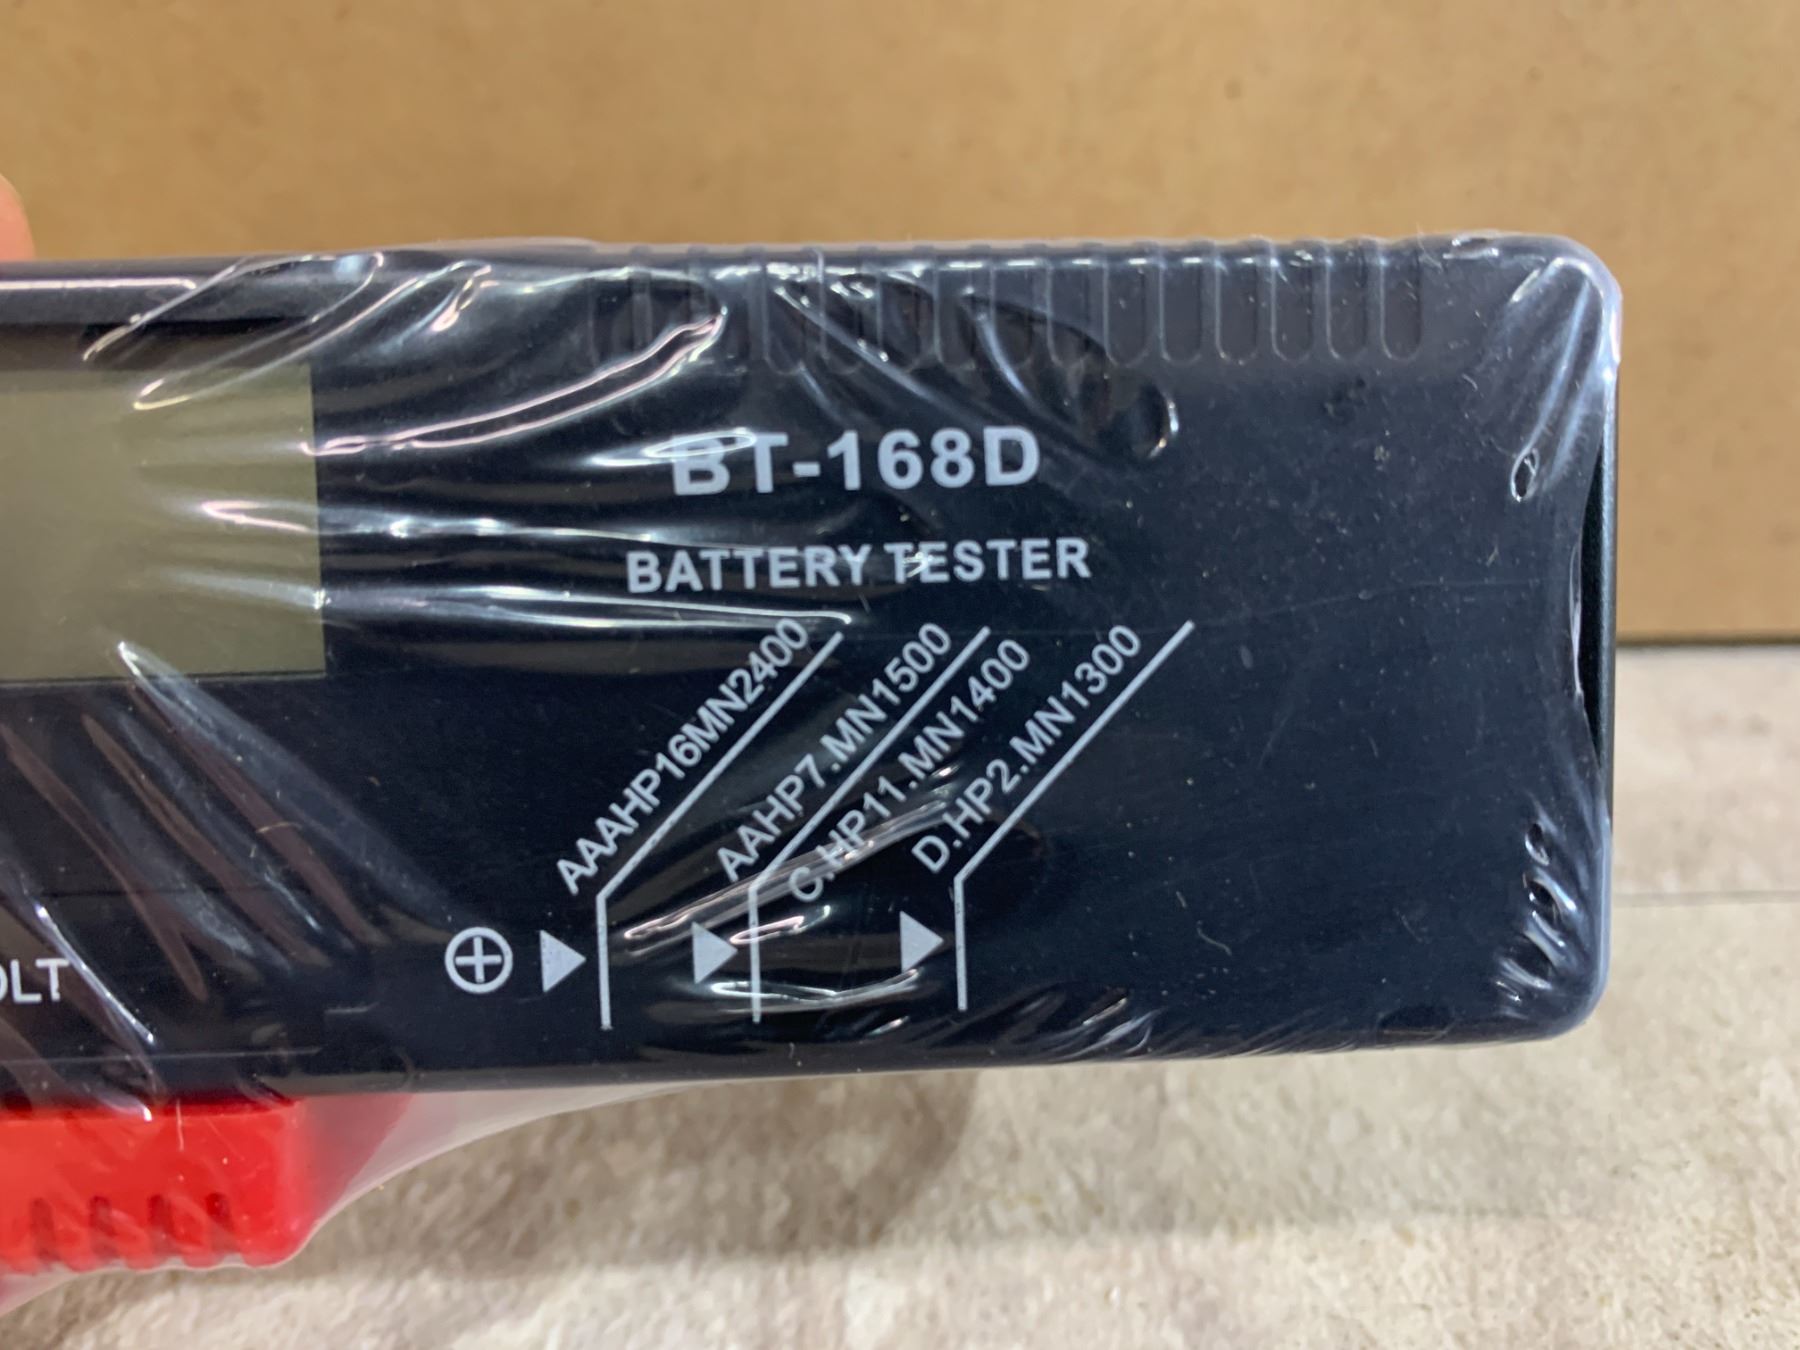 BT-168D
BATTERY TESTER
AAAHP16MN2400
AAHP7.MN1500
C.HP11.MN1400
D.HP2.MN1300
OLT